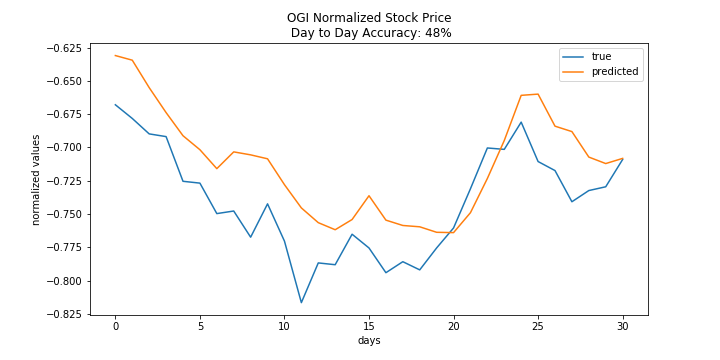 OGI Normalized Stock Price
Day to Day Accuracy: 48%
true
predicted
normalized values
−0.625
−0.650
−0.675
−0.700
−0.725
−0.750
−0.775
−0.800
−0.825
0 5 10 15 20 25 30
days